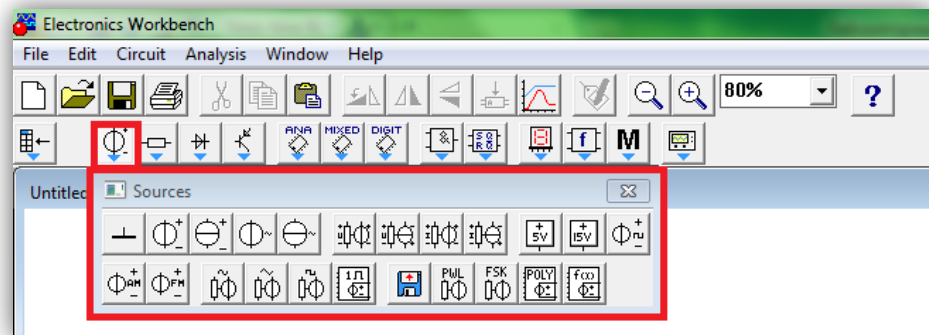 Electronics Workbench
File Edit Circuit Analysis Window Help
80% ?
ANA MIXED DIGIT & f M
Untitled Sources
+5V +15V
AM FM 1Π PWL FSK POLY f(x)